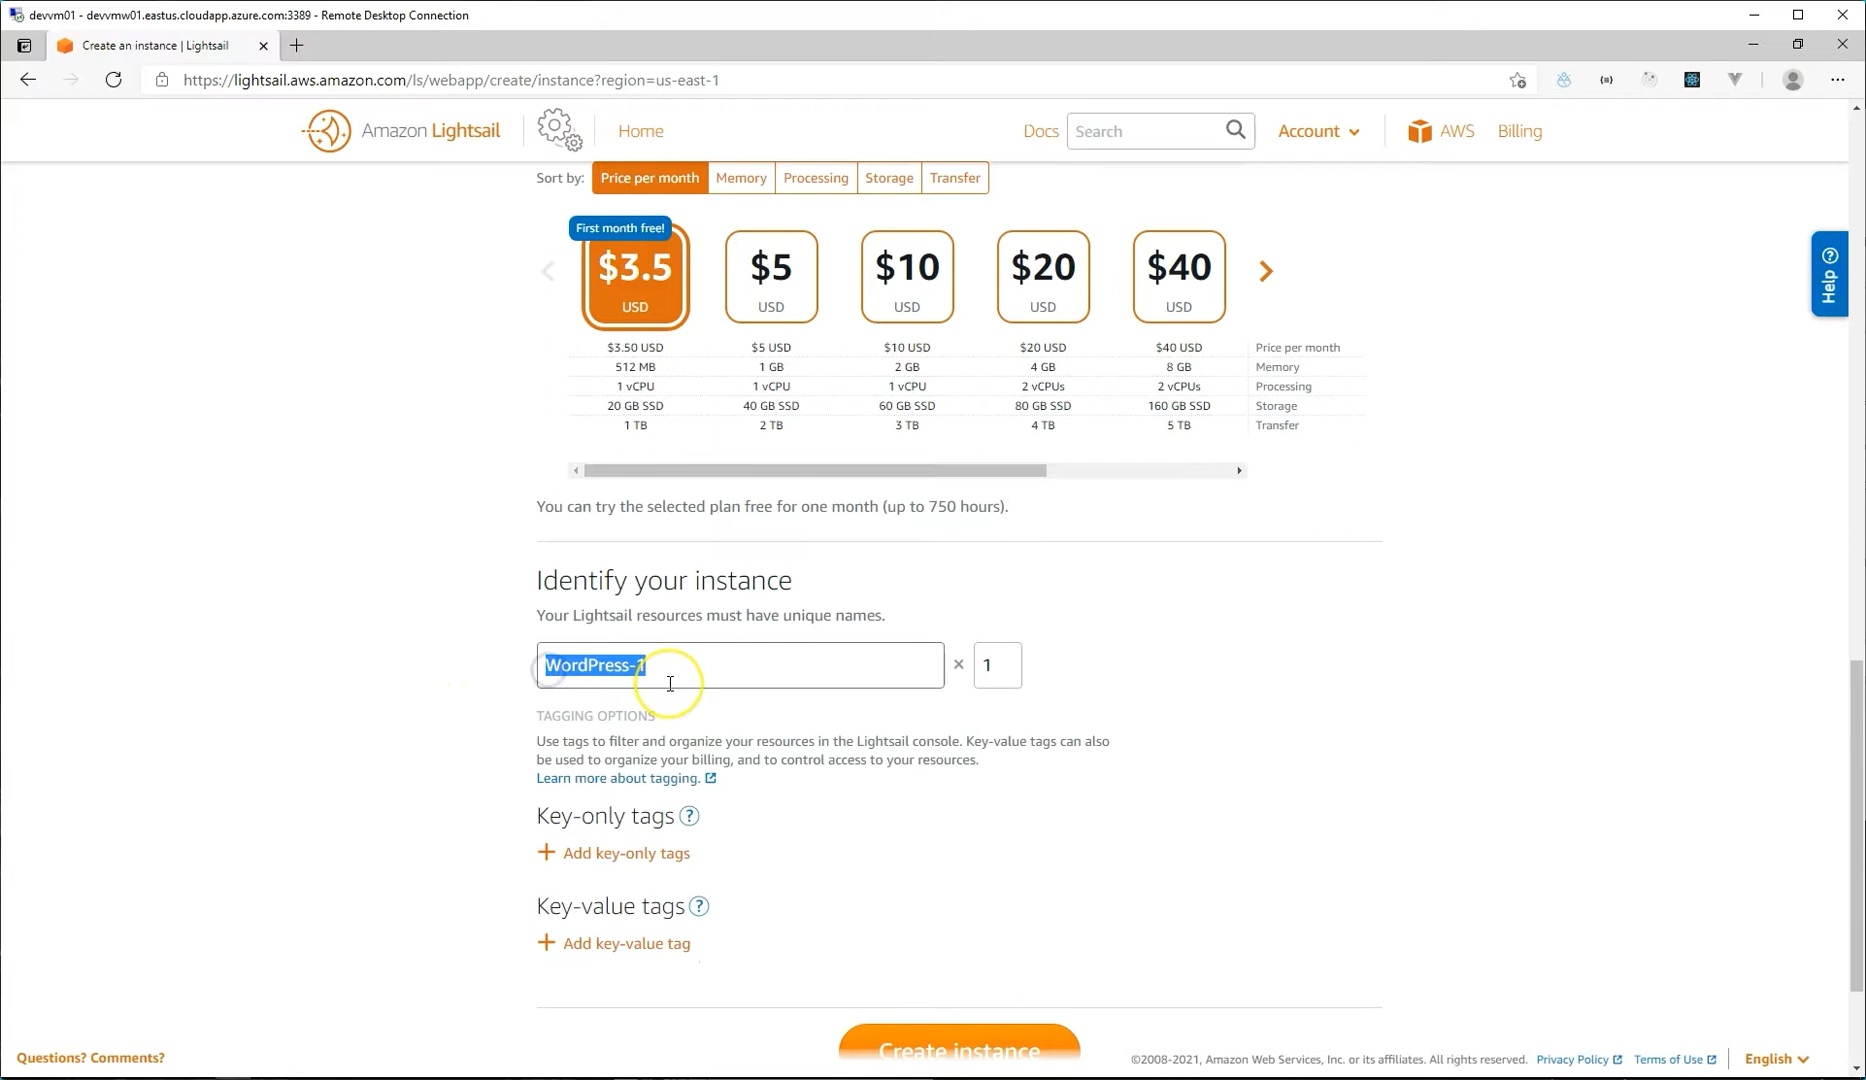 devvm01 - devvmw01.eastus.cloudapp.azure.com:3389 - Remote Desktop Connection
Create an instance | Lightsail
https://lightsail.aws.amazon.com/ls/webapp/create/instance?region=us-east-1
Amazon Lightsail Home Docs Search Account AWS Billing
Sort by: Price per month Memory Processing Storage Transfer
First month free!
$3.5 $5 $10 $20 $40
USD USD USD USD USD
$3.50 USD $5 USD $10 USD $20 USD $40 USD Price per month
512 MB 1 GB 2 GB 4 GB 8 GB Memory
1 vCPU 1 vCPU 1 vCPU 2 vCPUs 2 vCPUs Processing
20 GB SSD 40 GB SSD 60 GB SSD 80 GB SSD 160 GB SSD Storage
1 TB 2 TB 3 TB 4 TB 5 TB Transfer
Help
You can try the selected plan free for one month (up to 750 hours).
Identify your instance
Your Lightsail resources must have unique names.
WordPress-1 × 1
TAGGING OPTIONS
Use tags to filter and organize your resources in the Lightsail console. Key-value tags can also
be used to organize your billing, and to control access to your resources.
Learn more about tagging.
Key-only tags ?
+ Add key-only tags
Key-value tags ?
+ Add key-value tag
Create instance
Questions? Comments? ©2008-2021, Amazon Web Services, Inc. or its affiliates. All rights reserved. Privacy Policy Terms of Use English